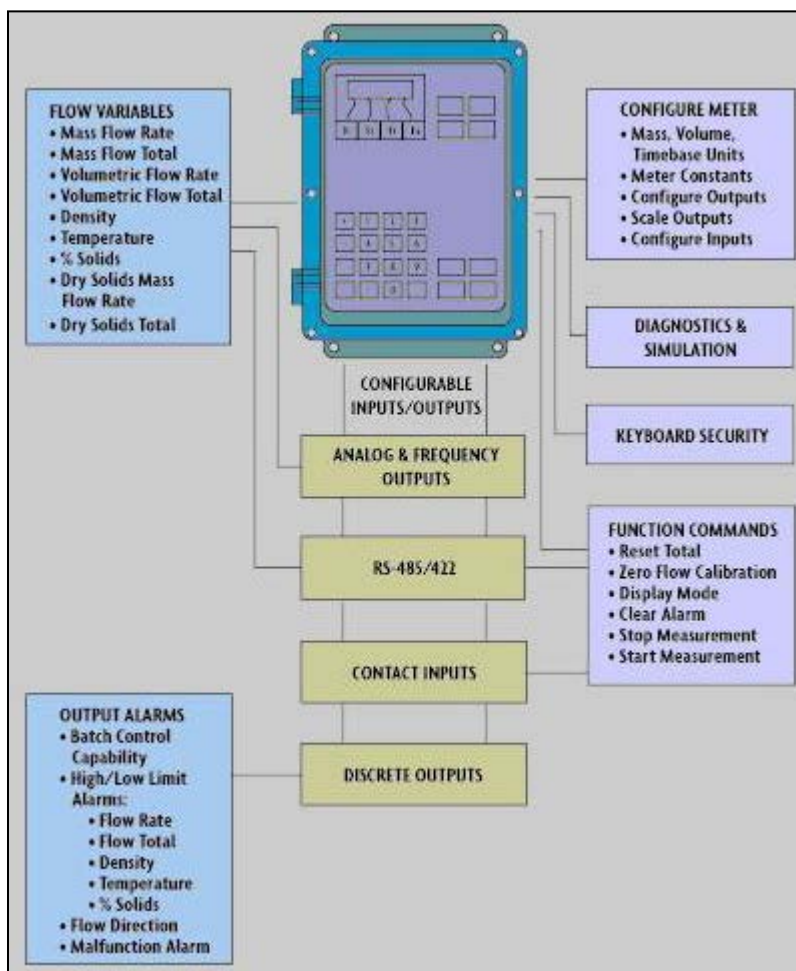 FLOW VARIABLES
• Mass Flow Rate
• Mass Flow Total
• Volumetric Flow Rate
• Volumetric Flow Total
• Density
• Temperature
• % Solids
• Dry Solids Mass
Flow Rate
• Dry Solids Total
CONFIGURE METER
• Mass, Volume,
Timebase Units
• Meter Constants
• Configure Outputs
• Scale Outputs
• Configure Inputs
DIAGNOSTICS &
SIMULATION
KEYBOARD SECURITY
CONFIGURABLE
INPUTS/OUTPUTS
ANALOG & FREQUENCY
OUTPUTS
RS-485/422
CONTACT INPUTS
DISCRETE OUTPUTS
FUNCTION COMMANDS
• Reset Total
• Zero Flow Calibration
• Display Mode
• Clear Alarm
• Stop Measurement
• Start Measurement
OUTPUT ALARMS
• Batch Control
Capability
• High/Low Limit
Alarms:
• Flow Rate
• Flow Total
• Density
• Temperature
• % Solids
• Flow Direction
• Malfunction Alarm